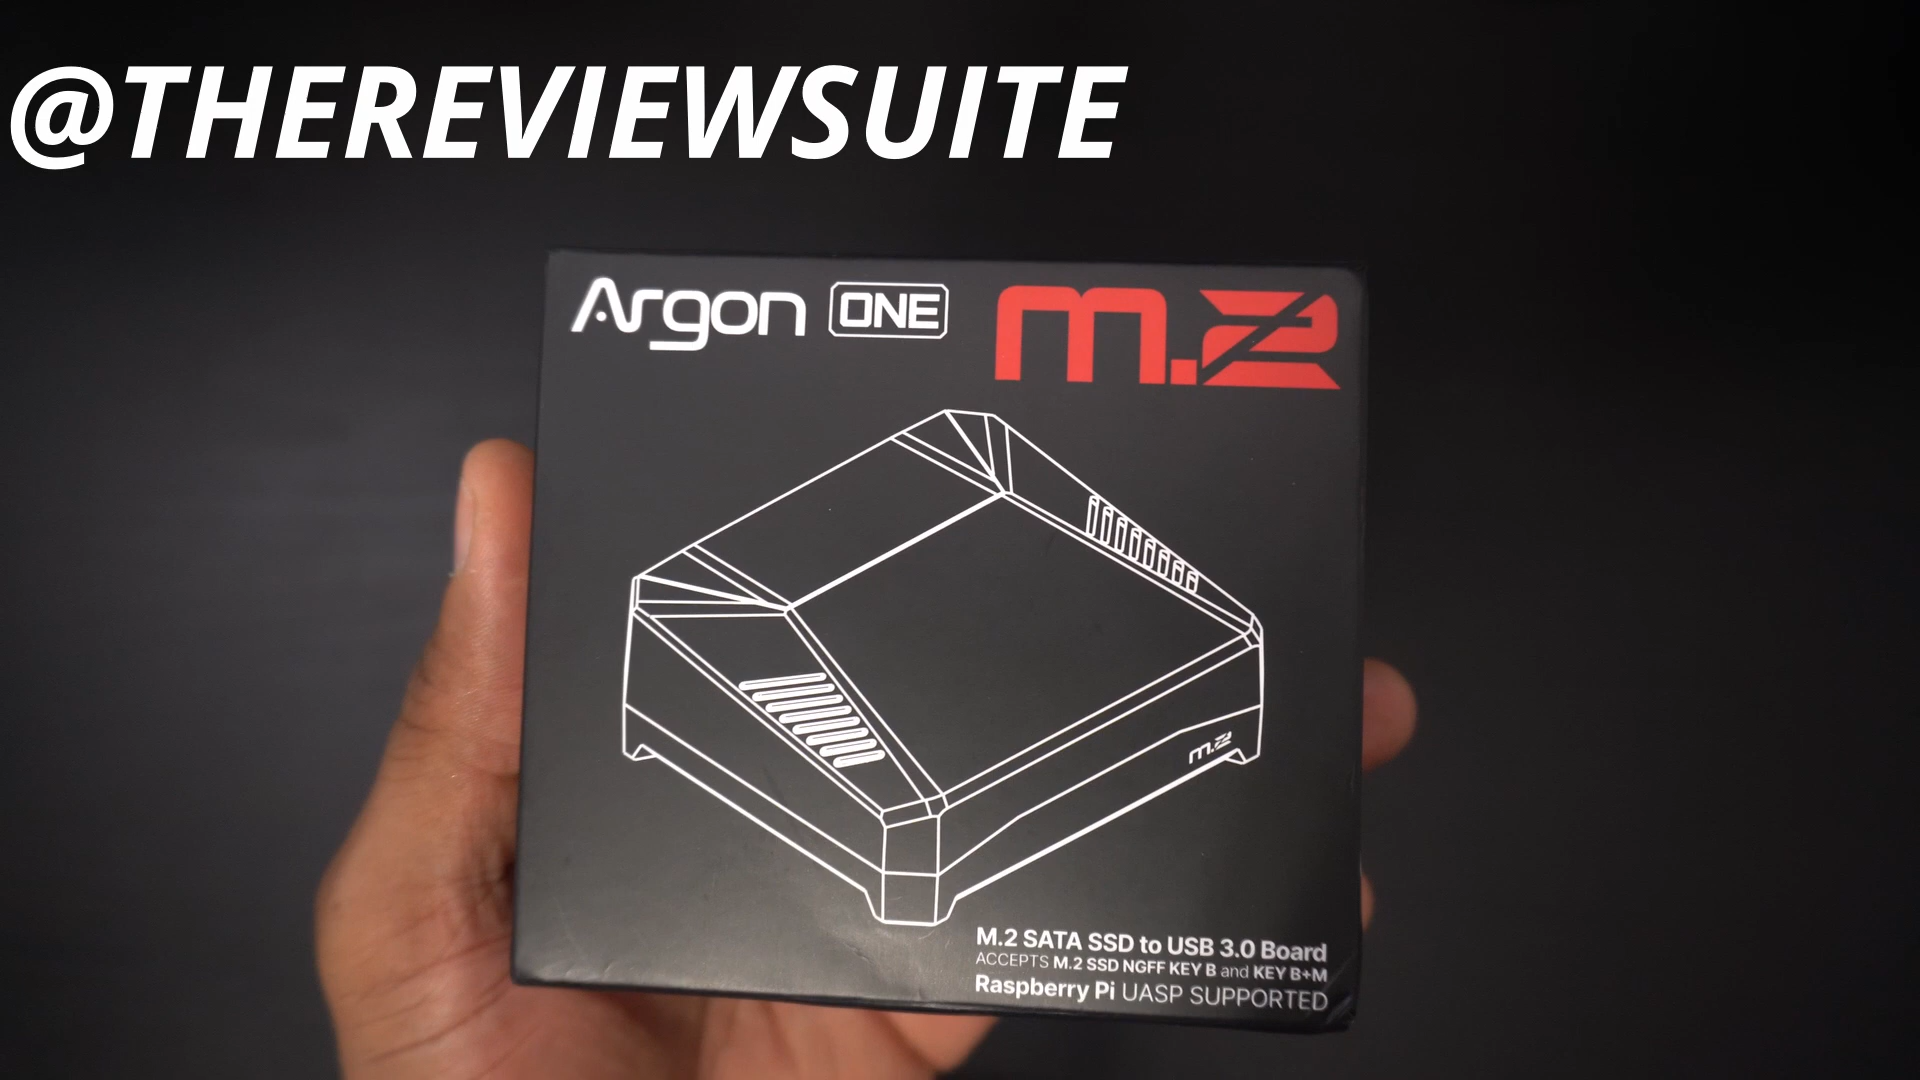 @THEREVIEWSUITE
Argon ONE m.2
m.2
M.2 SATA SSD to USB 3.0 Board
ACCEPTS M.2 SSD NGFF KEY B and KEY B+M
Raspberry Pi UASP SUPPORTED